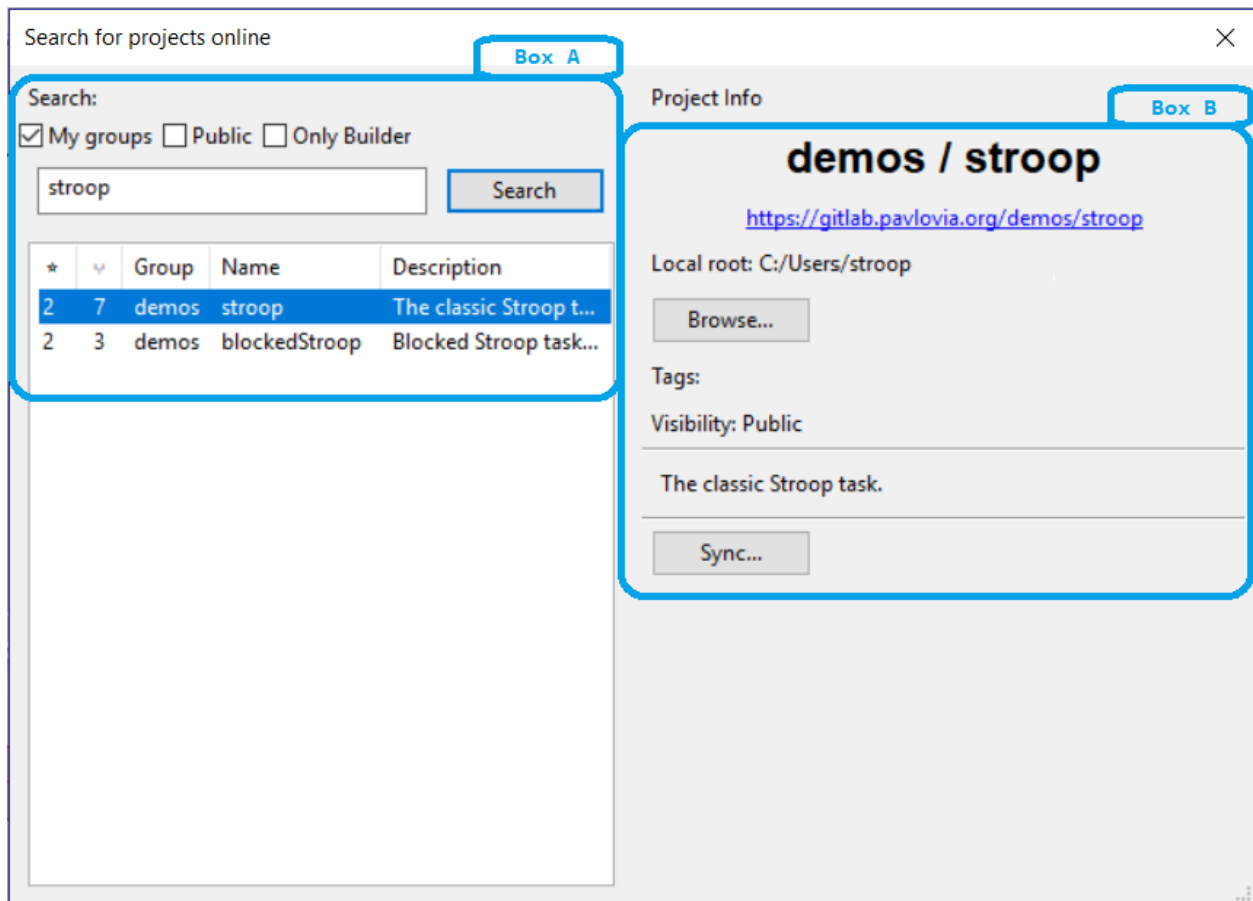 Search for projects online
Box A
Search:
My groups Public Only Builder
stroop Search
Group Name Description
2 7 demos stroop The classic Stroop t...
2 3 demos blockedStroop Blocked Stroop task...
Project Info
Box B
demos / stroop
https://gitlab.pavlovia.org/demos/stroop
Local root: C:/Users/stroop
Browse...
Tags:
Visibility: Public
The classic Stroop task.
Sync...